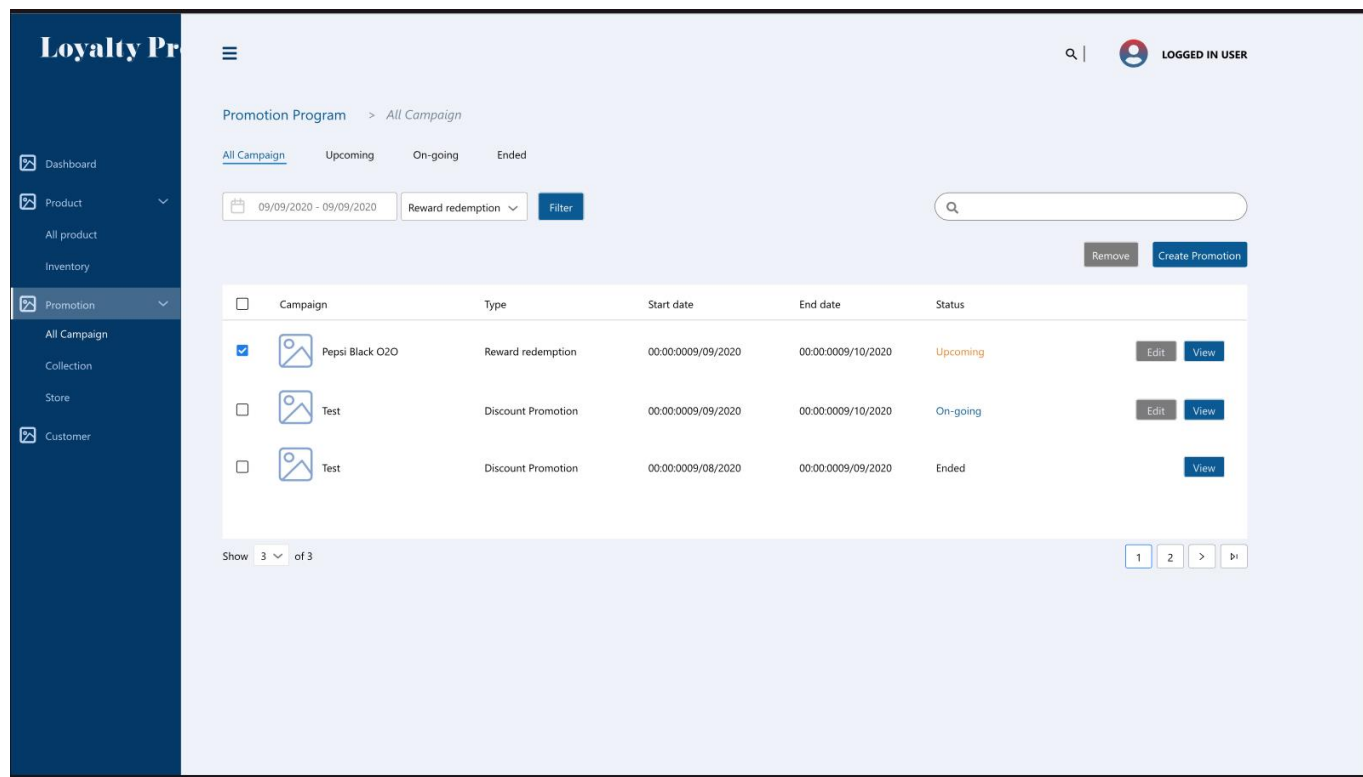 Loyalty Pr
LOGGED IN USER
Promotion Program > All Campaign
All Campaign Upcoming On-going Ended
Dashboard
Product
All product
Inventory
Promotion
All Campaign
Collection
Store
Customer
09/09/2020 - 09/09/2020 Reward redemption Filter
Remove Create Promotion
Campaign Type Start date End date Status
Pepsi Black O2O Reward redemption 00:00:0009/09/2020 00:00:0009/10/2020 Upcoming Edit View
Test Discount Promotion 00:00:0009/09/2020 00:00:0009/10/2020 On-going Edit View
Test Discount Promotion 00:00:0009/08/2020 00:00:0009/09/2020 Ended View
Show 3 of 3 1 2 >